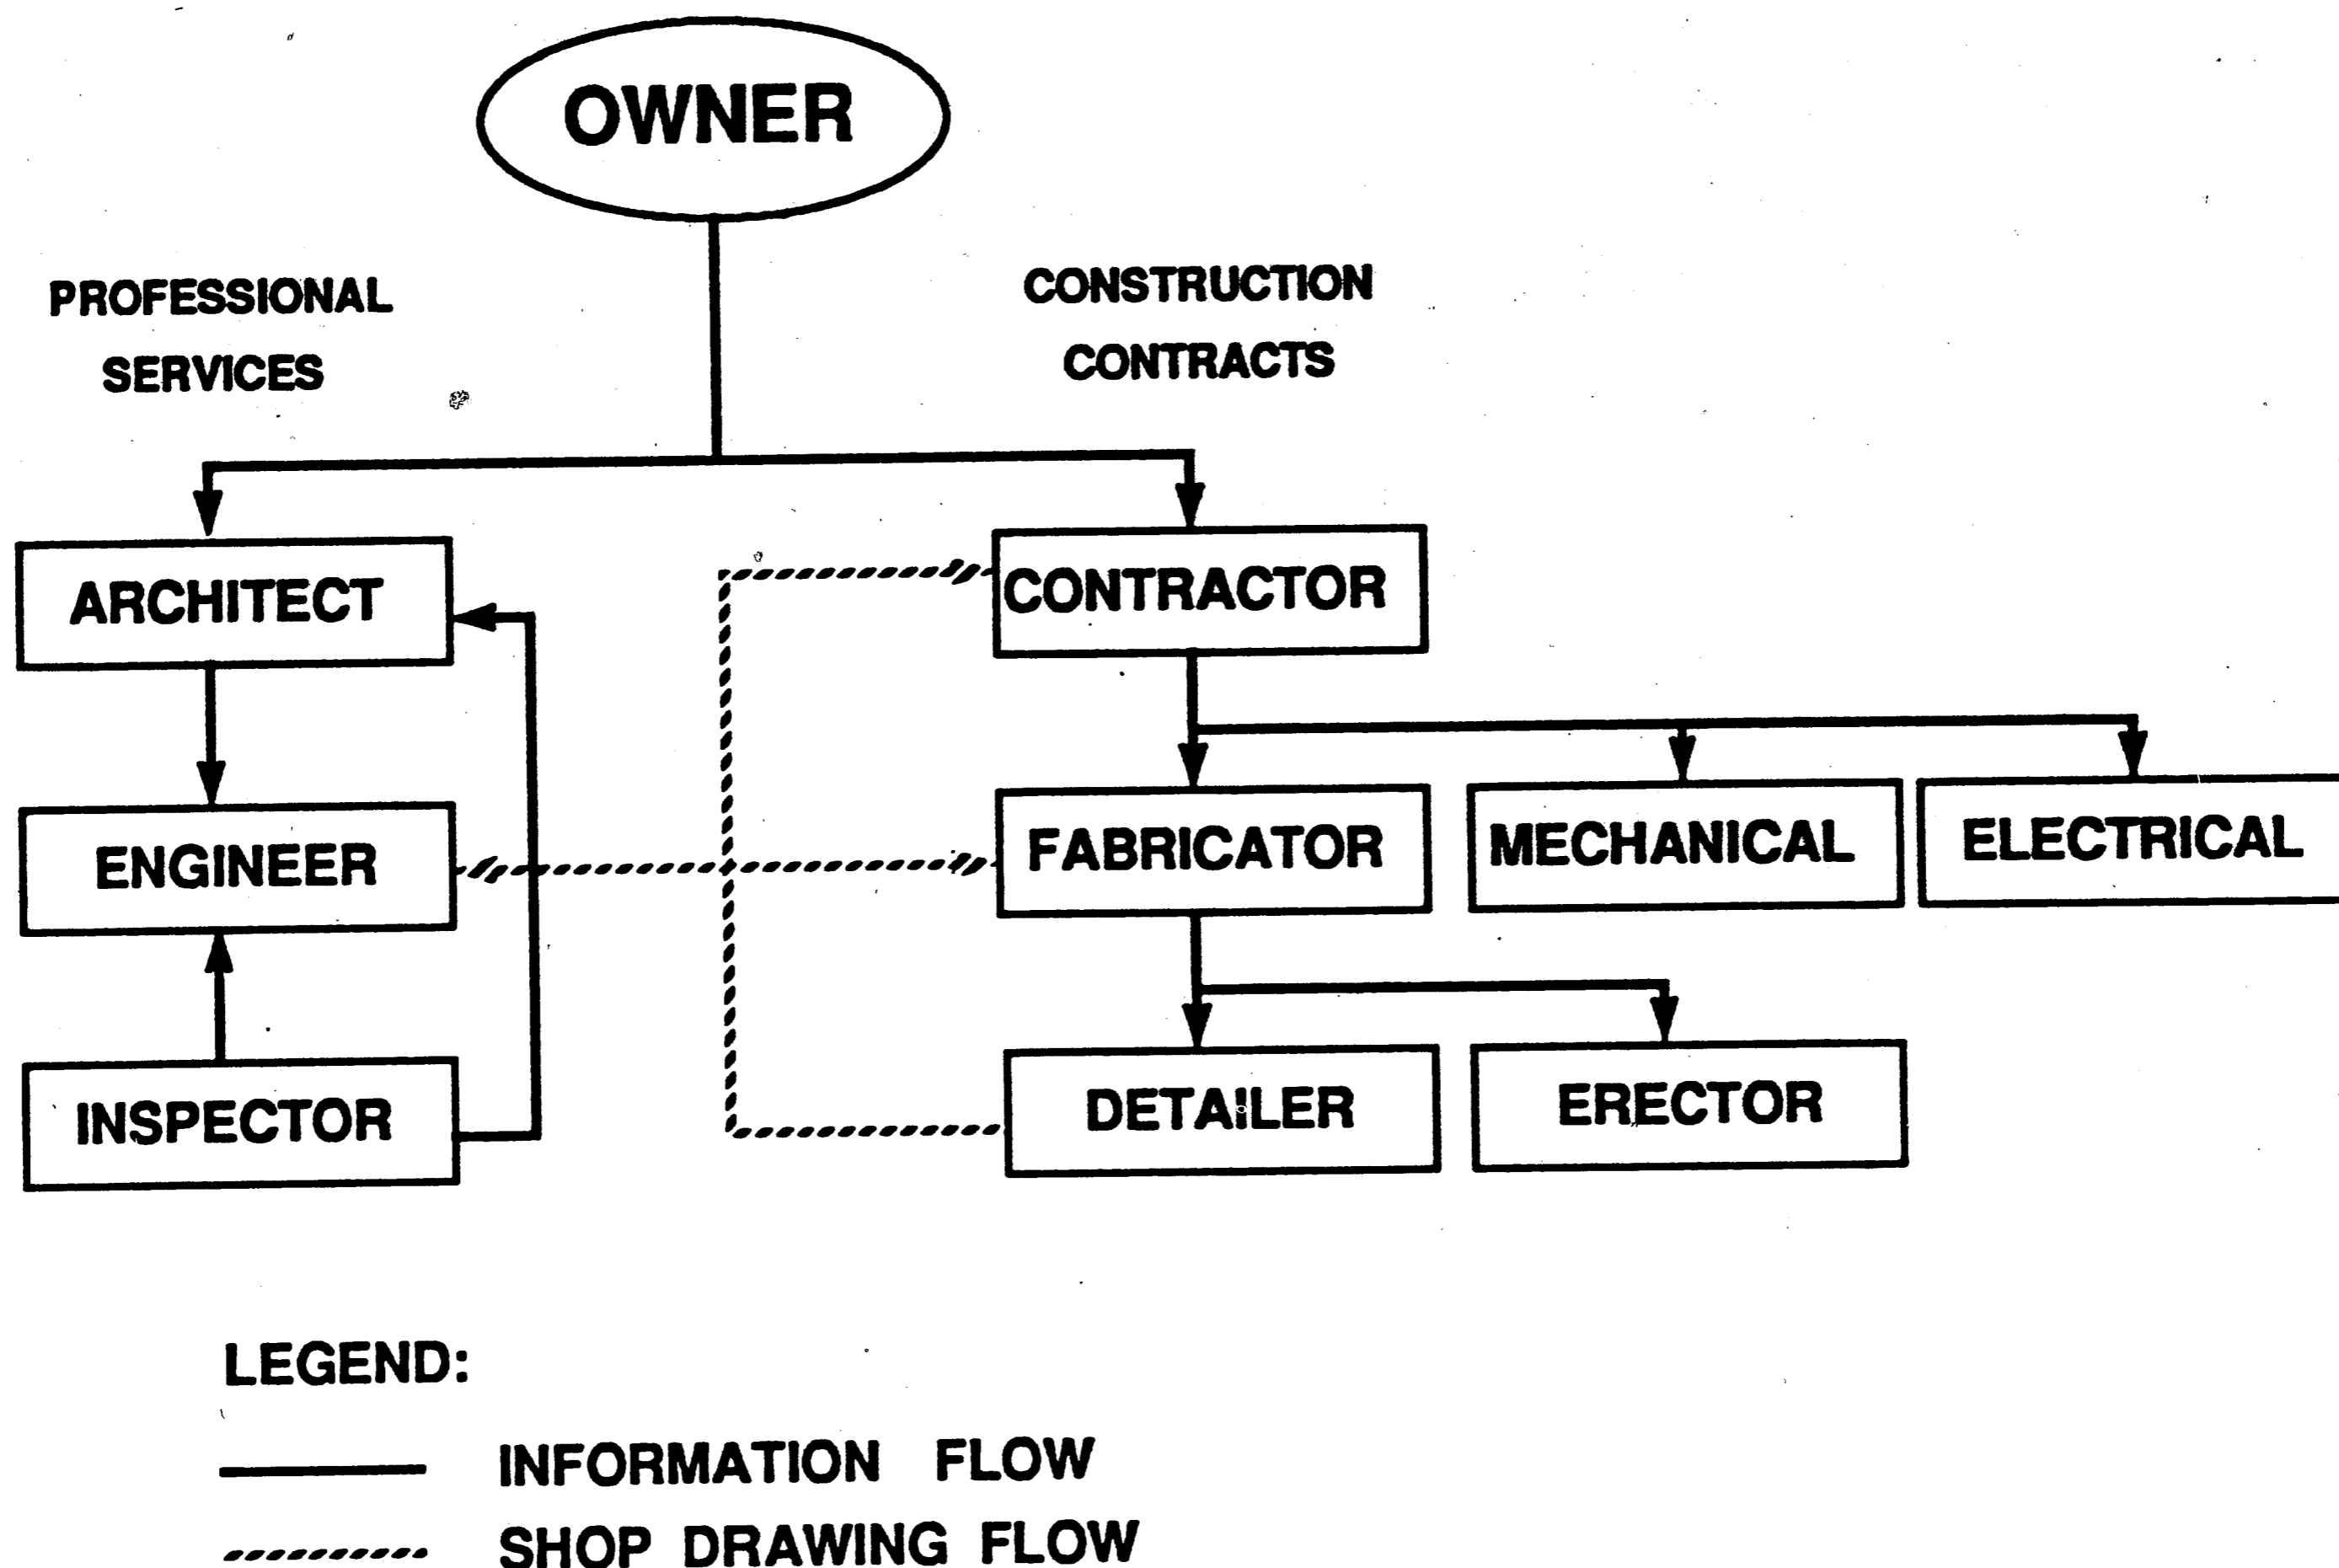 OWNER
PROFESSIONAL
SERVICES
CONSTRUCTION
CONTRACTS
ARCHITECT
CONTRACTOR
ENGINEER
FABRICATOR
MECHANICAL
ELECTRICAL
INSPECTOR
DETAILER
ERECTOR
LEGEND:
INFORMATION FLOW
SHOP DRAWING FLOW